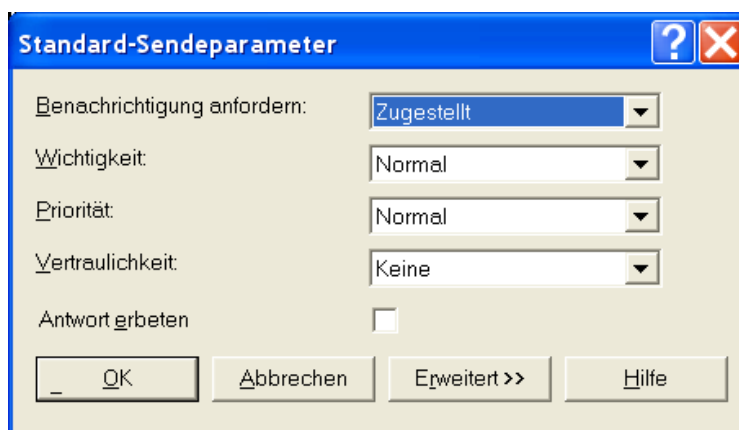 Standard-Sendeparameter
Benachrichtigung anfordern: Zugestellt
Wichtigkeit: Normal
Priorität: Normal
Vertraulichkeit: Keine
Antwort erbeten
OK Abbrechen Erweitert >> Hilfe